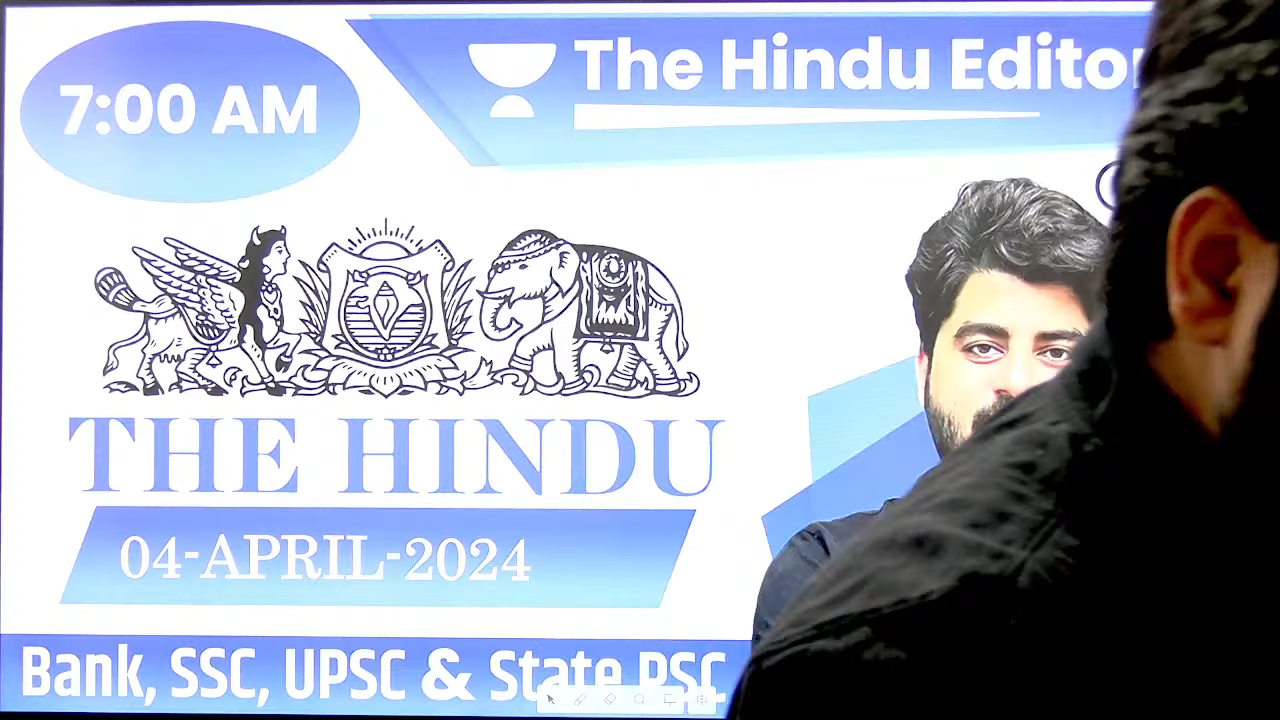 7:00 AM
The Hindu Editor
THE HINDU
04-APRIL-2024
Bank, SSC, UPSC & State PSC